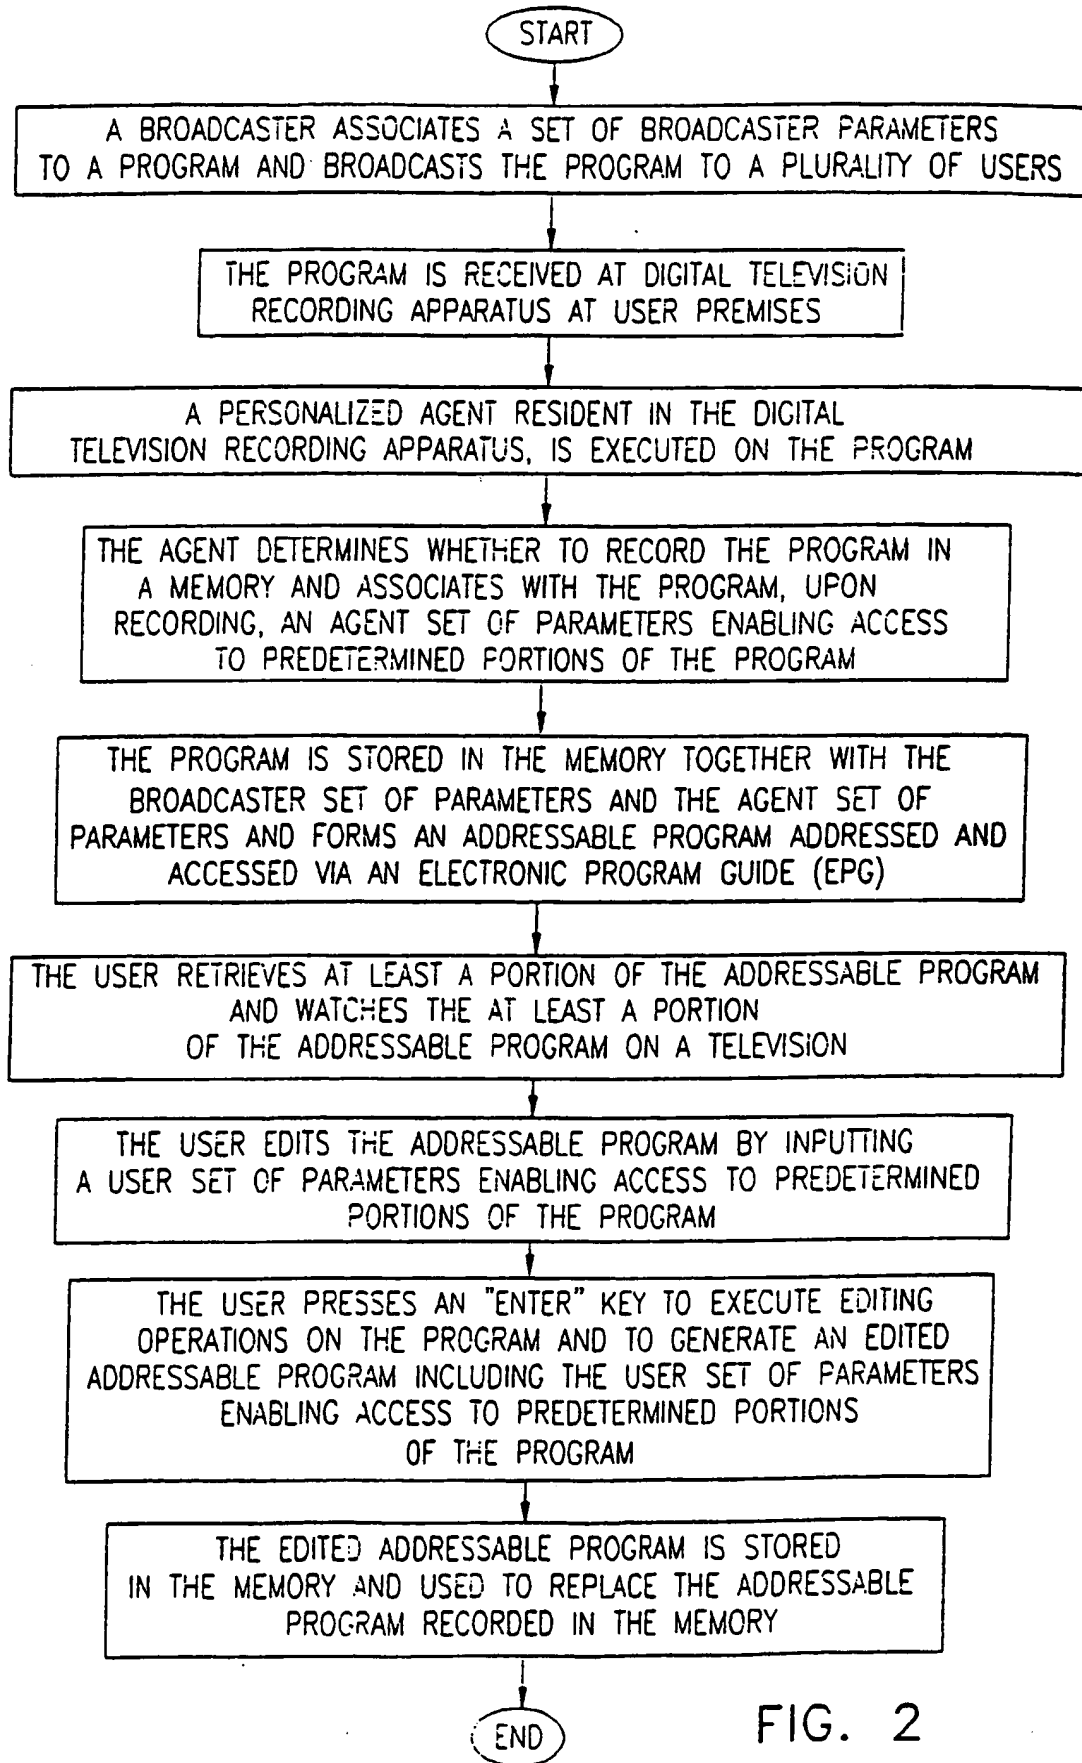 START
A BROADCASTER ASSOCIATES A SET OF BROADCASTER PARAMETERS
TO A PROGRAM AND BROADCASTS THE PROGRAM TO A PLURALITY OF USERS
THE PROGRAM IS RECEIVED AT DIGITAL TELEVISION
RECORDING APPARATUS AT USER PREMISES
A PERSONALIZED AGENT RESIDENT IN THE DIGITAL
TELEVISION RECORDING APPARATUS, IS EXECUTED ON THE PROGRAM
THE AGENT DETERMINES WHETHER TO RECORD THE PROGRAM IN
A MEMORY AND ASSOCIATES WITH THE PROGRAM, UPON
RECORDING, AN AGENT SET OF PARAMETERS ENABLING ACCESS
TO PREDETERMINED PORTIONS OF THE PROGRAM
THE PROGRAM IS STORED IN THE MEMORY TOGETHER WITH THE
BROADCASTER SET OF PARAMETERS AND THE AGENT SET OF
PARAMETERS AND FORMS AN ADDRESSABLE PROGRAM ADDRESSED AND
ACCESSED VIA AN ELECTRONIC PROGRAM GUIDE (EPG)
THE USER RETRIEVES AT LEAST A PORTION OF THE ADDRESSABLE PROGRAM
AND WATCHES THE AT LEAST A PORTION
OF THE ADDRESSABLE PROGRAM ON A TELEVISION
THE USER EDITS THE ADDRESSABLE PROGRAM BY INPUTTING
A USER SET OF PARAMETERS ENABLING ACCESS TO PREDETERMINED
PORTIONS OF THE PROGRAM
THE USER PRESSES AN "ENTER" KEY TO EXECUTE EDITING
OPERATIONS ON THE PROGRAM AND TO GENERATE AN EDITED
ADDRESSABLE PROGRAM INCLUDING THE USER SET OF PARAMETERS
ENABLING ACCESS TO PREDETERMINED PORTIONS
OF THE PROGRAM
THE EDITED ADDRESSABLE PROGRAM IS STORED
IN THE MEMORY AND USED TO REPLACE THE ADDRESSABLE
PROGRAM RECORDED IN THE MEMORY
END
FIG. 2